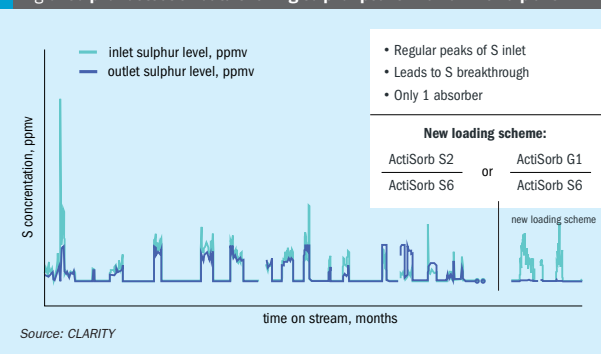 inlet sulphur level, ppmv
outlet sulphur level, ppmv
• Regular peaks of S inlet
• Leads to S breakthrough
• Only 1 absorber
New loading scheme:
ActiSorb S2
ActiSorb S6
or
ActiSorb G1
ActiSorb S6
new loading scheme
S concrentration, ppmv
time on stream, months
Source: CLARITY